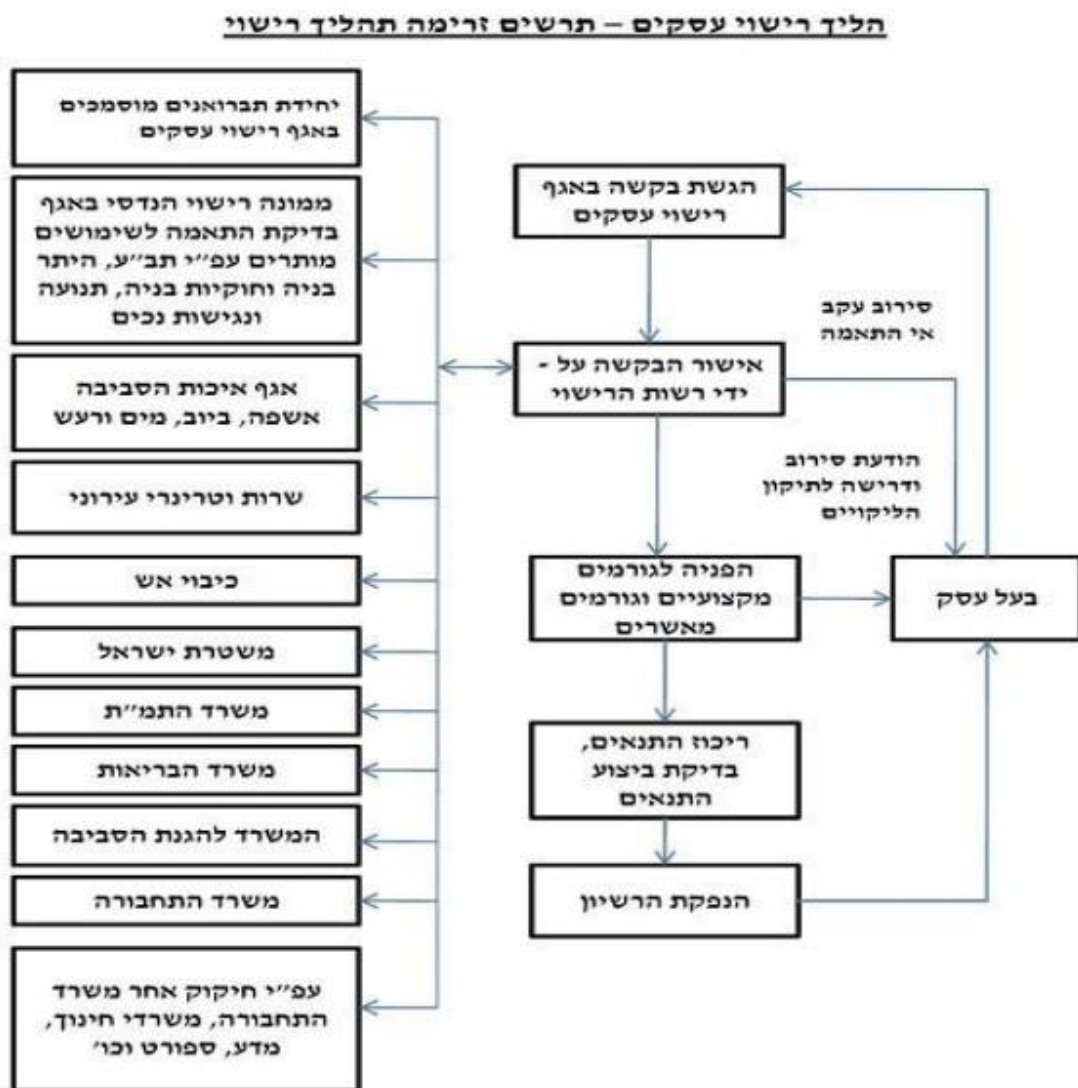 הליך רישוי עסקים – תרשים זרימה תהליך רישוי
הגשת בקשה באגף
רישוי עסקים
סירוב עקב
אי התאמה
אישור הבקשה על -
ידי רשות הרישוי
הודעת סירוב
ודרישה לתיקון
הליקויים
בעל עסק
הפניה לגורמים
מקצועיים וגורמים
מאשרים
ריכוז התנאים,
בדיקת ביצוע
התנאים
הנפקת הרשיון
יחידת תברואנים מוסמכים
באגף רישוי עסקים
ממונה רישוי הנדסי באגף
בדיקת התאמה לשימושים
מותרים עפ״י תב״ע, היתר
בניה וחוקיות בניה, תנועה
ונגישות נכים
אגף איכות הסביבה
אשפה, ביוב, מים ורעש
שרות וטרינרי עירוני
כיבוי אש
משטרת ישראל
משרד התמ״ת
משרד הבריאות
המשרד להגנת הסביבה
משרד התחבורה
עפ״י חיקוק אחר משרד
התחבורה, משרדי חינוך,
מדע, ספורט וכו׳